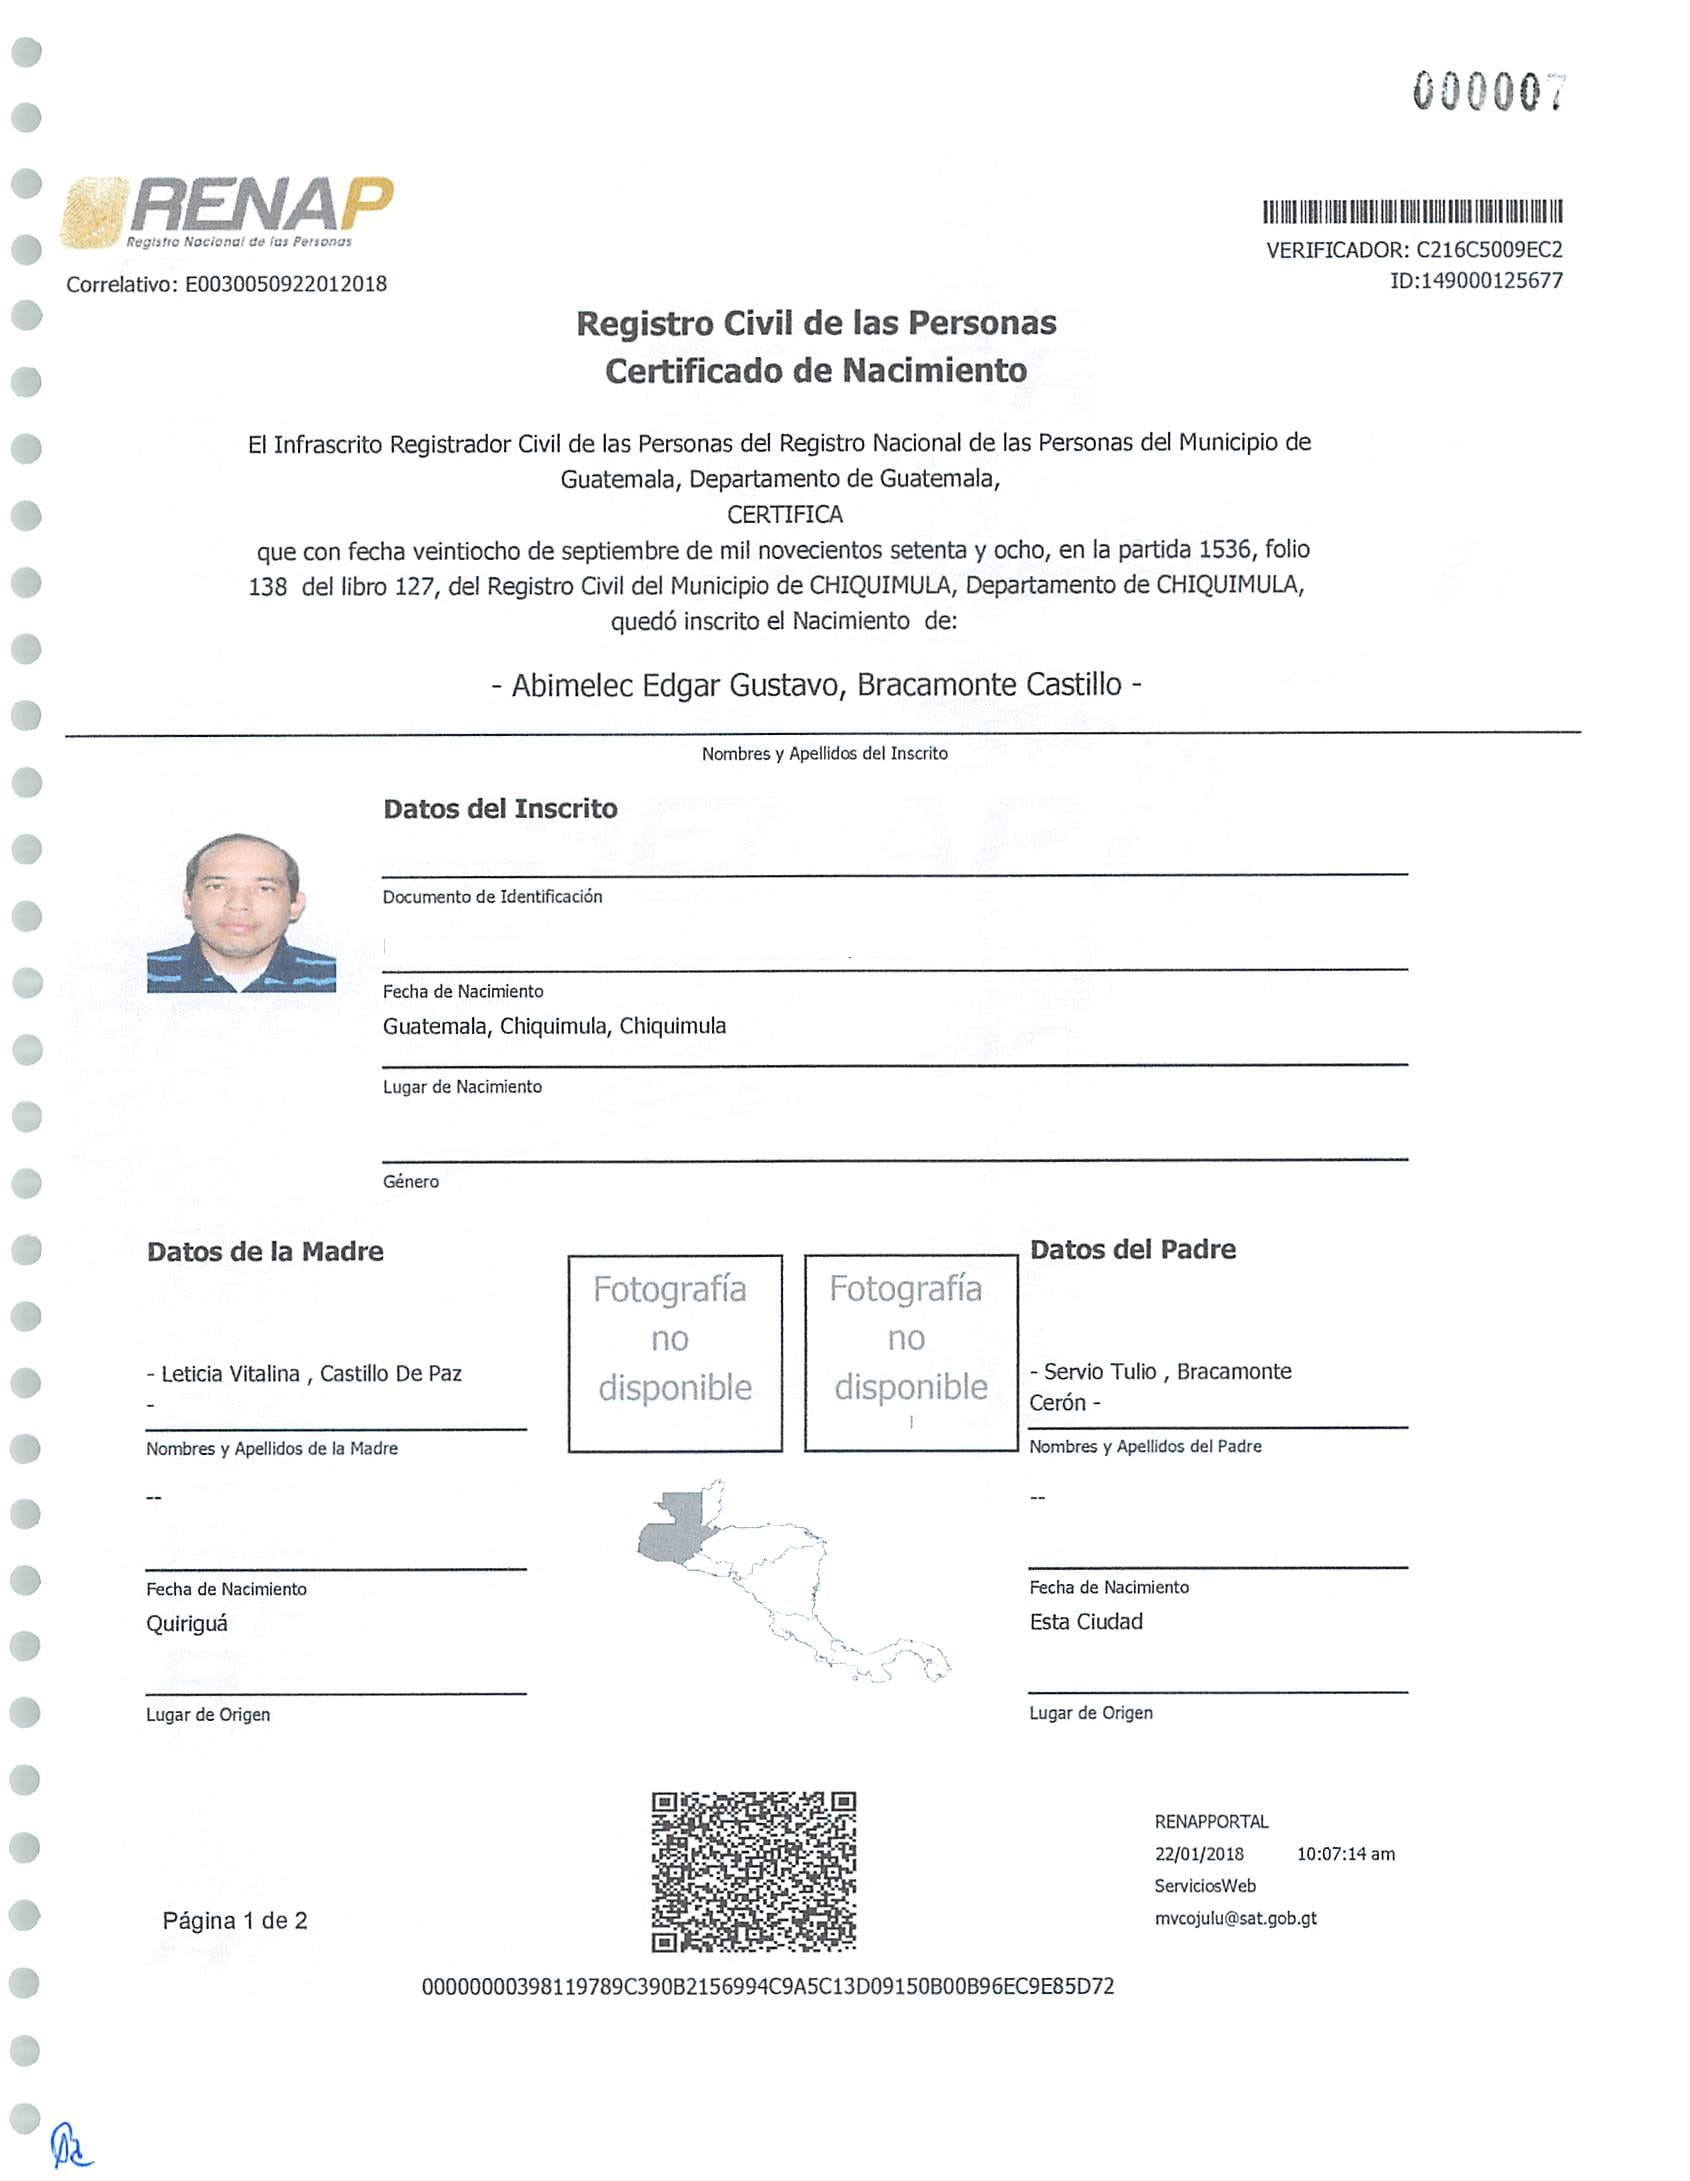 000007
RENAP
Registro Nacional de las Personas
Correlativo: E0030050922012018
VERIFICADOR: C216C5009EC2
ID:149000125677
Registro Civil de las Personas
Certificado de Nacimiento
El Infrascrito Registrador Civil de las Personas del Registro Nacional de las Personas del Municipio de
Guatemala, Departamento de Guatemala,
CERTIFICA
que con fecha veintiocho de septiembre de mil novecientos setenta y ocho, en la partida 1536, folio
138 del libro 127, del Registro Civil del Municipio de CHIQUIMULA, Departamento de CHIQUIMULA,
quedó inscrito el Nacimiento de:
- Abimelec Edgar Gustavo, Bracamonte Castillo -
Nombres y Apellidos del Inscrito
Datos del Inscrito
Documento de Identificación
Fecha de Nacimiento
Guatemala, Chiquimula, Chiquimula
Lugar de Nacimiento
Género
Datos de la Madre
- Leticia Vitalina , Castillo De Paz
-
Nombres y Apellidos de la Madre
--
Fecha de Nacimiento
Quiriguá
Lugar de Origen
Fotografía
no
disponible
Fotografía
no
disponible
Datos del Padre
- Servio Tulio , Bracamonte
Cerón -
Nombres y Apellidos del Padre
--
Fecha de Nacimiento
Esta Ciudad
Lugar de Origen
Página 1 de 2
RENAPPORTAL
22/01/2018 10:07:14 am
ServiciosWeb
mvcojulu@sat.gob.gt
00000000398119789C390B2156994C9A5C13D09150B00B96EC9E85D72